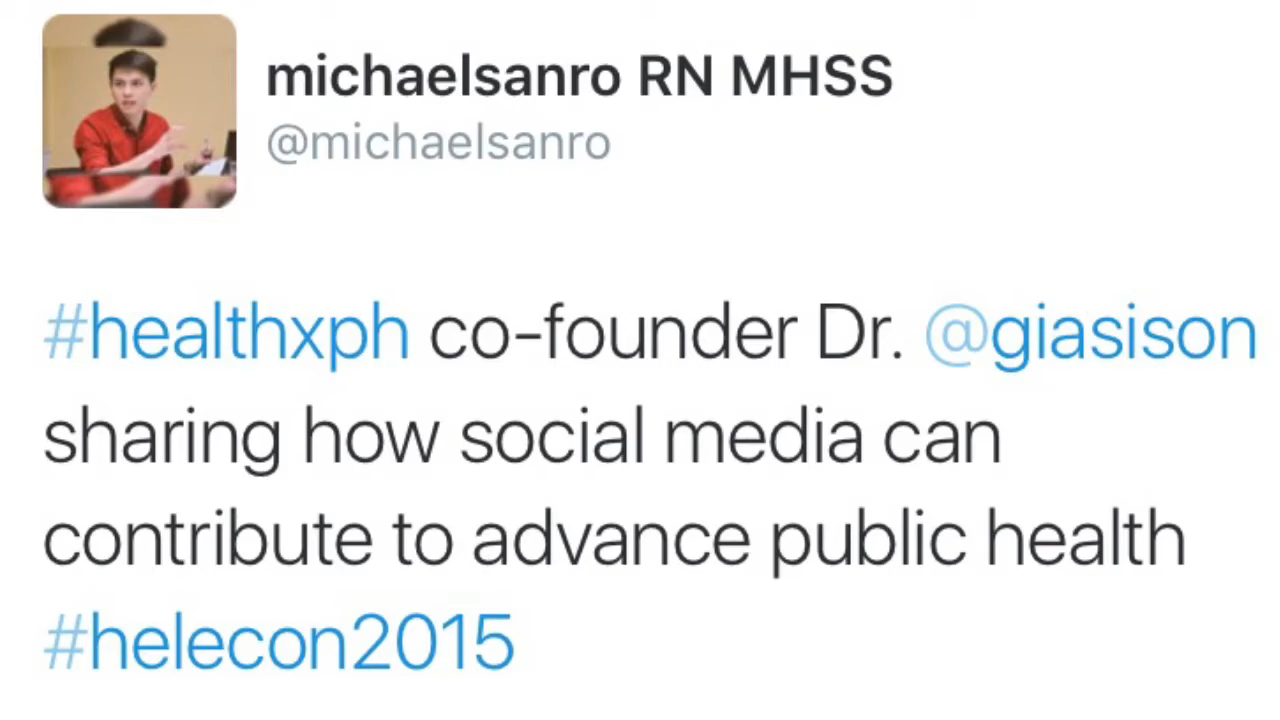 michaelsanro RN MHSS
@michaelsanro
#healthxph co-founder Dr. @giasison
sharing how social media can
contribute to advance public health
#helecon2015